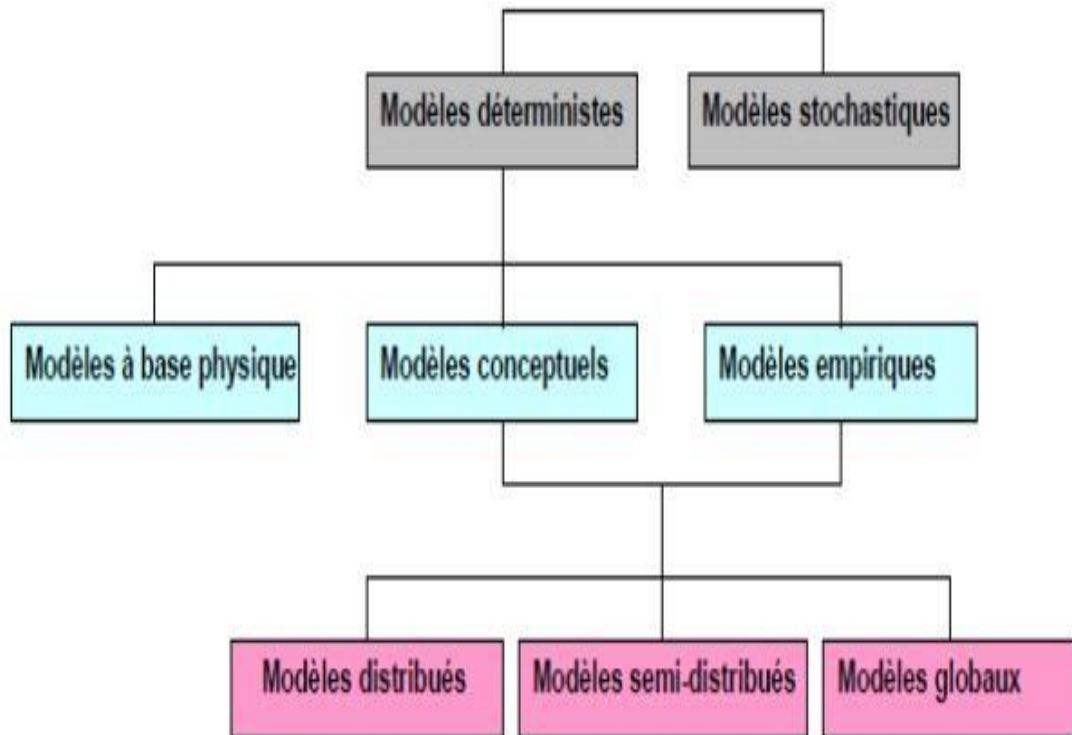 Modèles déterministes
Modèles stochastiques
Modèles à base physique
Modèles conceptuels
Modèles empiriques
Modèles distribués
Modèles semi-distribués
Modèles globaux